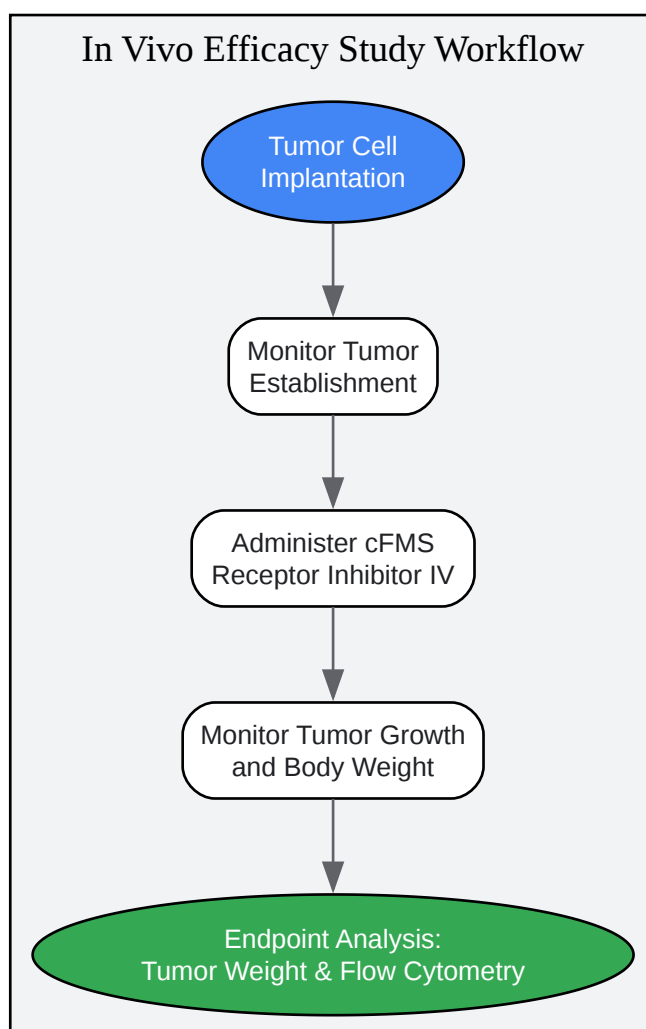 In Vivo Efficacy Study Workflow
Tumor Cell
Implantation
Monitor Tumor
Establishment
Administer cFMS
Receptor Inhibitor IV
Monitor Tumor Growth
and Body Weight
Endpoint Analysis:
Tumor Weight & Flow Cytometry